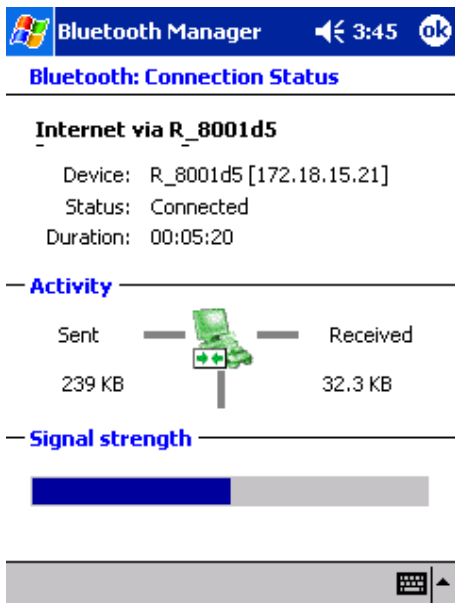 Bluetooth Manager 3:45 ok
Bluetooth: Connection Status
Internet via R_8001d5
Device: R_8001d5 [172.18.15.21]
Status: Connected
Duration: 00:05:20
Activity
Sent Received
239 KB 32.3 KB
Signal strength